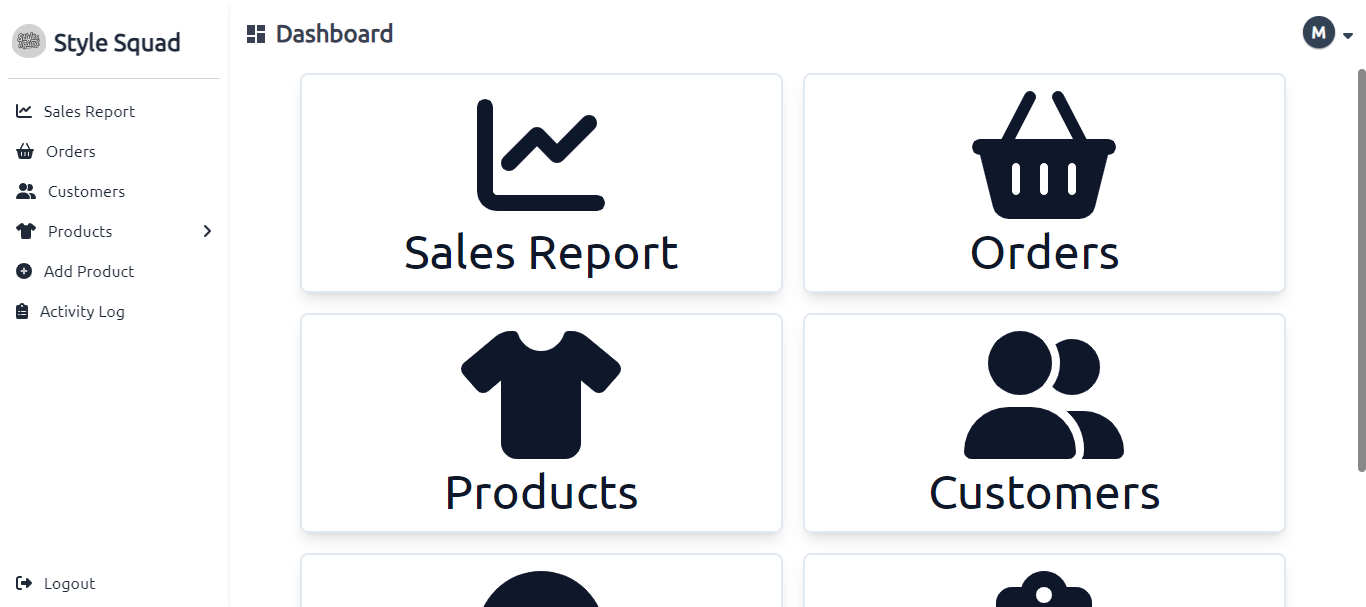 Style Squad
Dashboard
M
Sales Report
Orders
Customers
Products
Add Product
Activity Log
Logout
Sales Report
Orders
Products
Customers